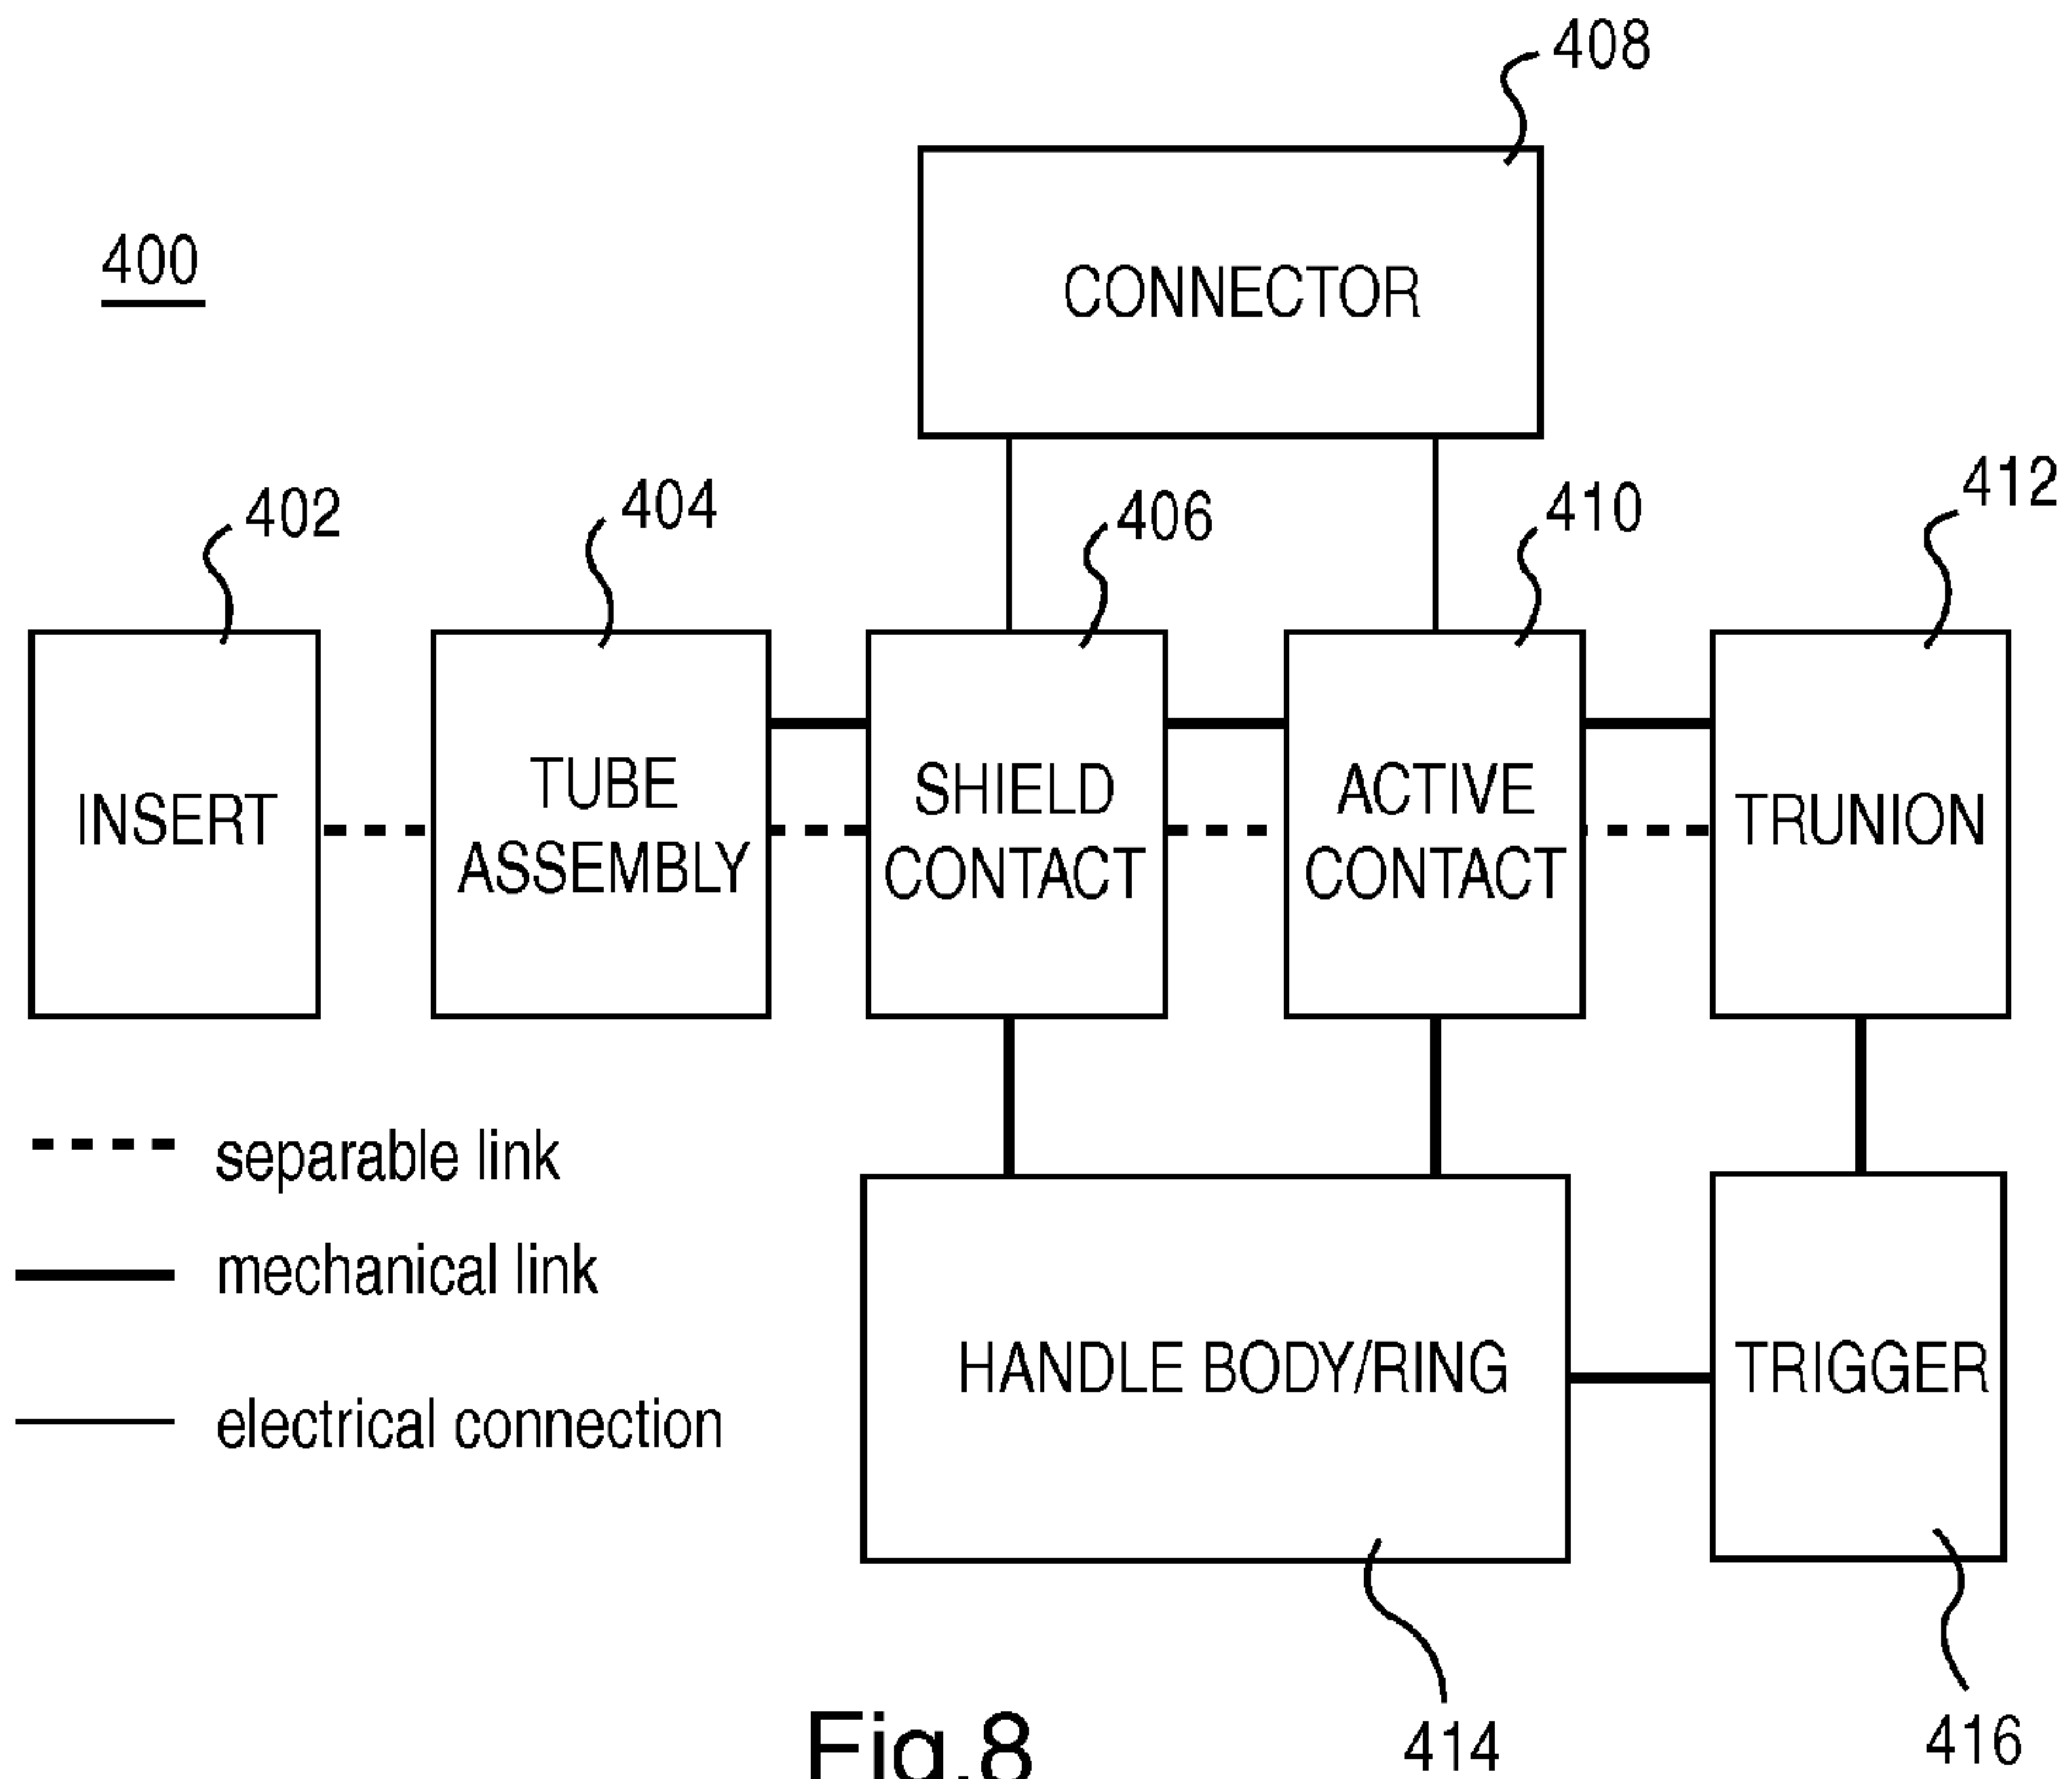 408
400
CONNECTOR
402
404
406
410
412
INSERT
TUBE
ASSEMBLY
SHIELD
CONTACT
ACTIVE
CONTACT
TRUNION
separable link
mechanical link
electrical connection
HANDLE BODY/RING
TRIGGER
414
416
Fig.8